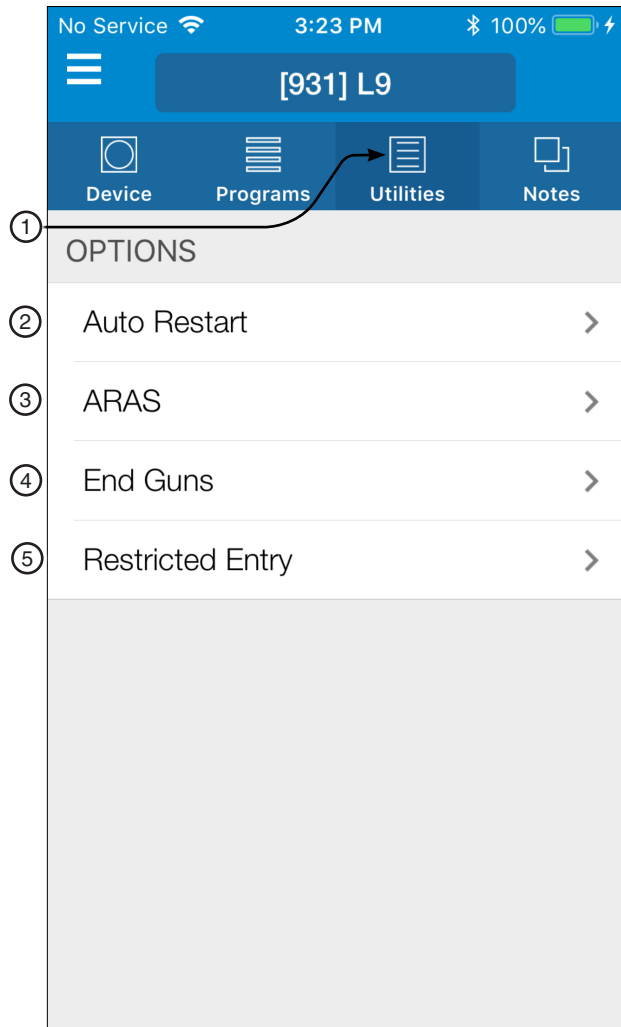 No Service 3:23 PM 100%
[931] L9
Device Programs Utilities Notes
1
OPTIONS
2 Auto Restart
3 ARAS
4 End Guns
5 Restricted Entry